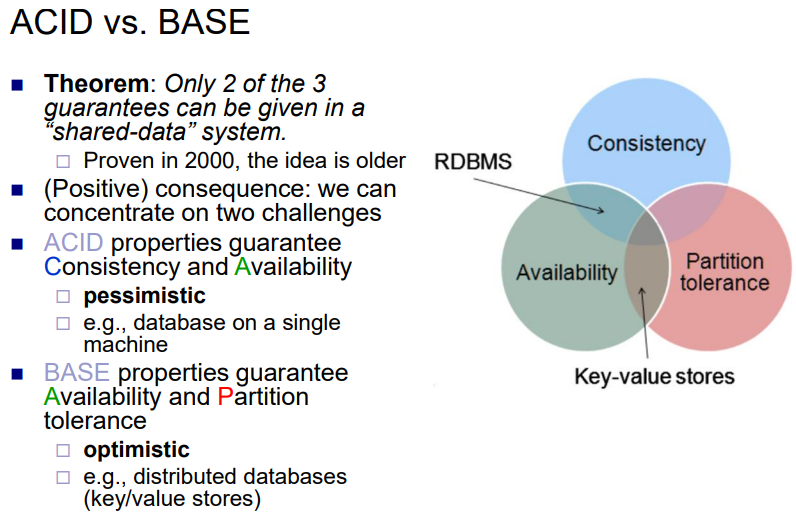 ACID vs. BASE
Theorem: Only 2 of the 3
guarantees can be given in a
“shared-data” system.
Proven in 2000, the idea is older
(Positive) consequence: we can
concentrate on two challenges
ACID properties guarantee
Consistency and Availability
pessimistic
e.g., database on a single
machine
BASE properties guarantee
Availability and Partition
tolerance
optimistic
e.g., distributed databases
(key/value stores)
Consistency
RDBMS
Availability
Partition
tolerance
Key-value stores